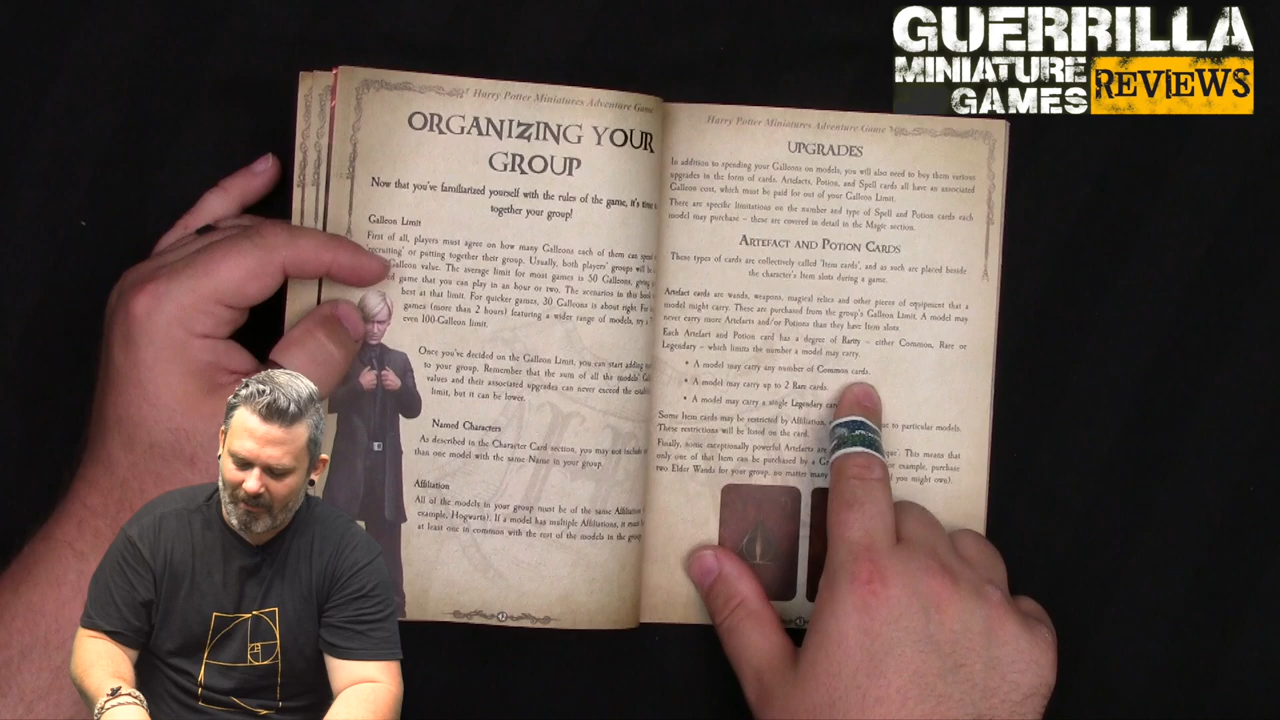 GUERRILLA
MINIATURE
GAMES
REVIEWS
Harry Potter Miniatures Adventure Game
ORGANIZING YOUR
GROUP
Now that you've familiarized yourself with the rules of the game, it's time
together your group!
Galleon Limit
First of all, players must agree on how many Galleons each of them can spend
'recruiting' or putting together their group. Usually, both players' groups will be
Galleon value. The average limit for most games is 50 Galleons, going
game that you can play in an hour or two. The scenarios in this book
best at that limit. For quicker games, 30 Galleons is about right. For
games (more than 2 hours) featuring a wider range of models, try a
even 100-Galleon limit.
Once you've decided on the Galleon Limit, you can start adding
to your group. Remember that the sum of all the models'
values and their associated upgrades can never exceed the
limit, but it can be lower.
Named Characters
As described in the Character Card section, you may not include
than one model with the same Name in your group.
Affiliation
All of the models in your group must be of the same Affiliation
example, Hogwarts). If a model has multiple Affiliations, it must
at least one in common with the rest of the models in the group.
42
Harry Potter Miniatures Adventure Game
UPGRADES
In addition to spending your Galleons on models, you will also need to buy them various
upgrades in the form of cards. Artefacts, Potion, and Spell cards all have an associated
Galleon cost, which must be paid for out of your Galleon Limit.
There are specific limitations on the number and type of Spell and Potion cards each
model may purchase – these are covered in detail in the Magic section.
ARTEFACT AND POTION CARDS
These types of cards are collectively called 'Item cards', and as such are placed beside
the character's Item slots during a game.
Artefact cards are wands, weapons, magical relics and other pieces of equipment that a
model might carry. There are purchased from the group's Galleon Limit. A model may
never carry more Artefacts and/or Potions than they have Item slots.
Each Artefact and Potion card has a degree of Rarity – either Common, Rare or
Legendary – which limits the number a model may carry.
• A model may carry any number of Common cards.
• A model may carry up to 2 Rare cards.
• A model may carry a single Legendary
Some Item cards may be restricted by Affiliation, to particular models.
These restrictions will be listed on the card.
Finally, some exceptionally powerful Artefacts are This means that
only one of that Item can be purchased by a example, purchase
two Elder Wands for your group, no matter many you might own).
43